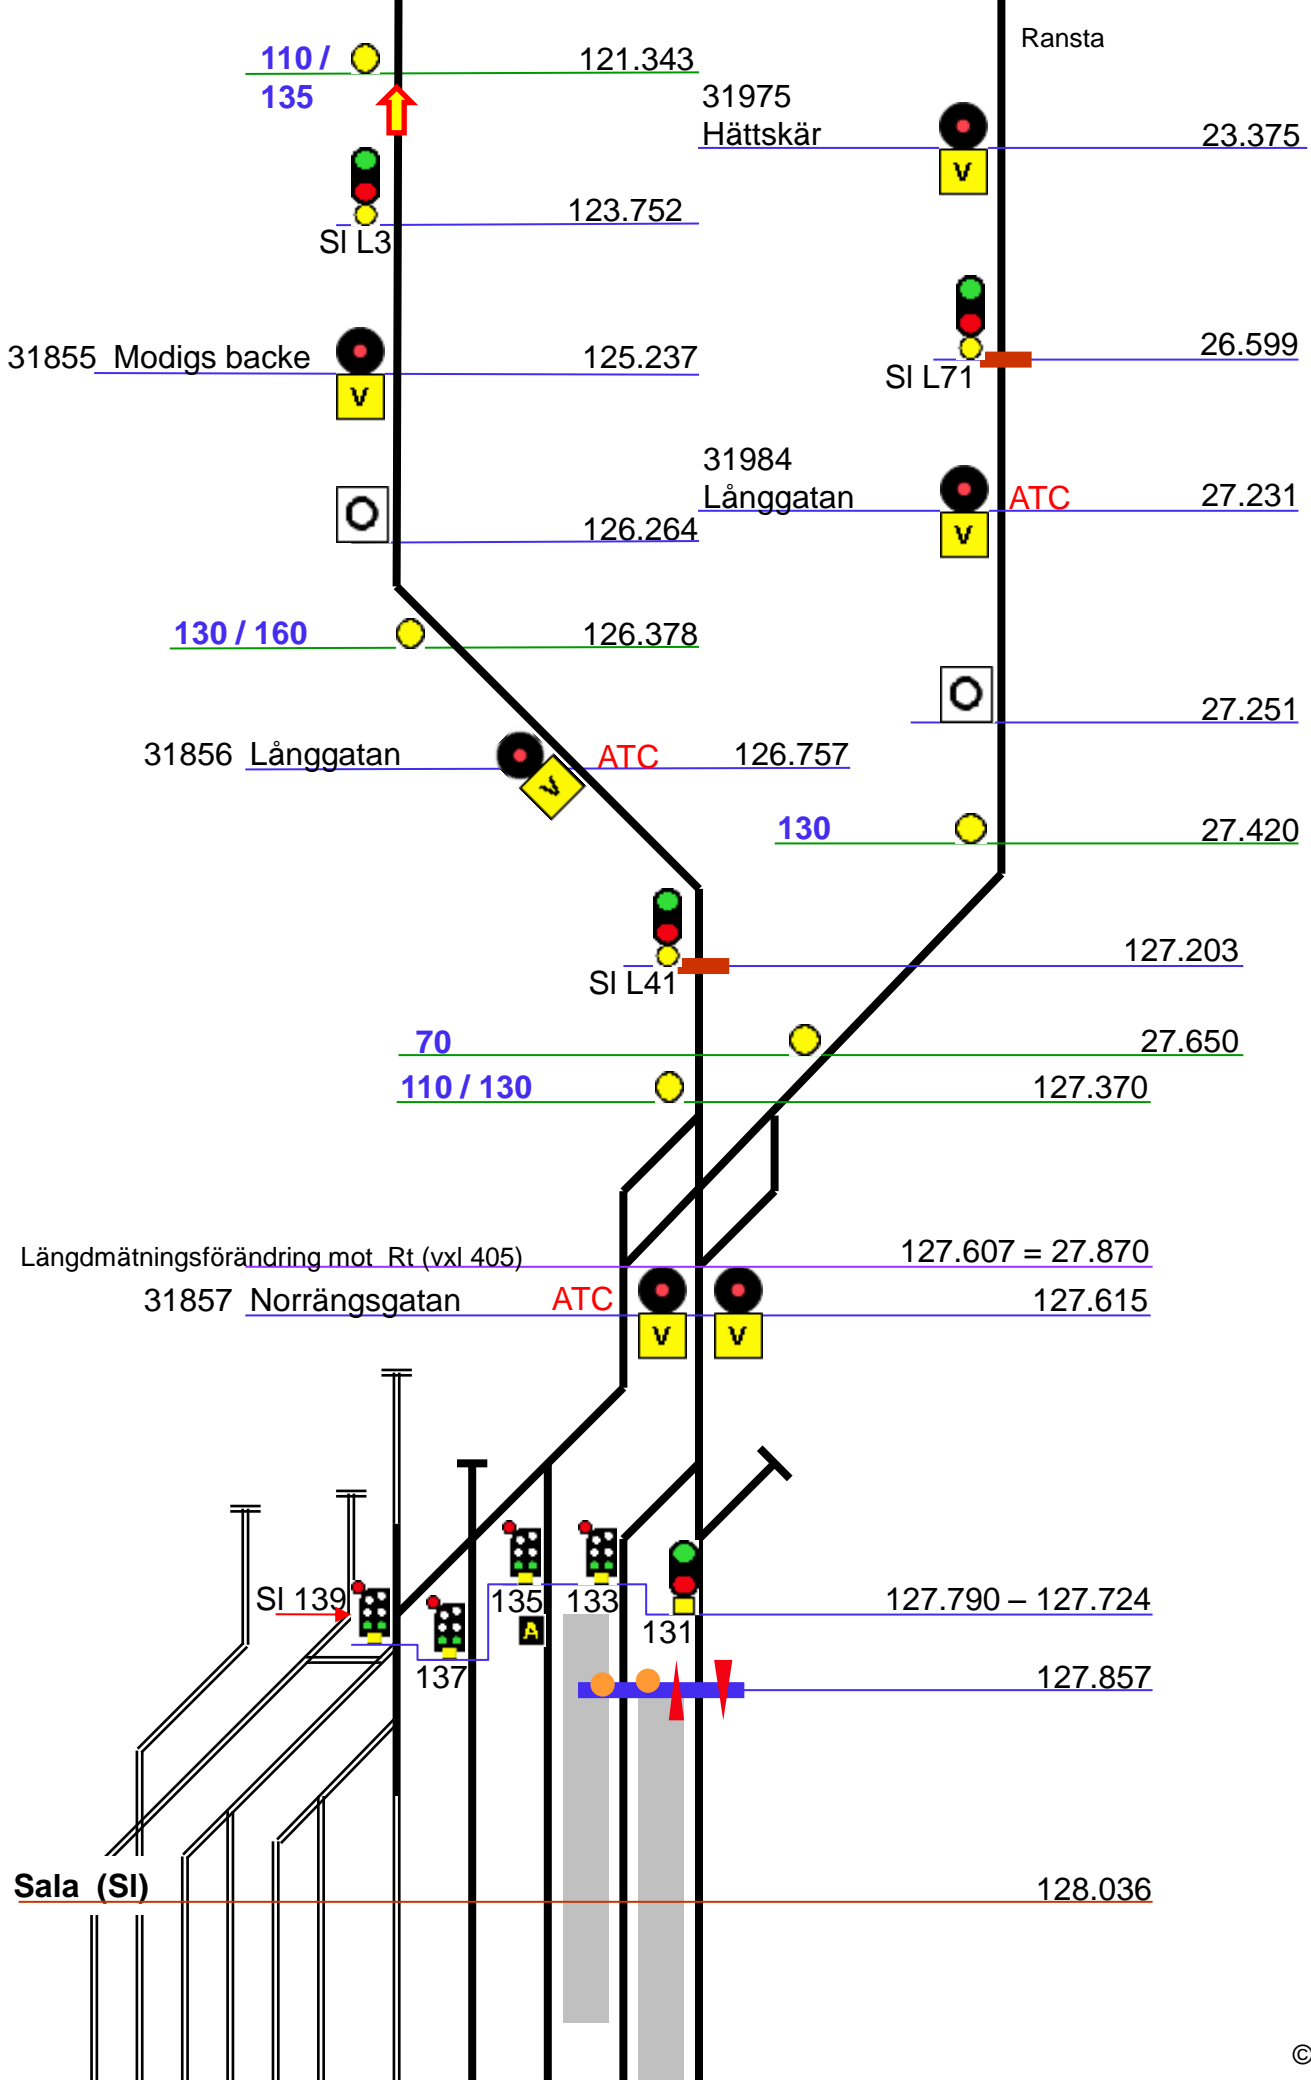 Ransta
110 / 121.343
135
31975
Hättskär 23.375
V
123.752
Sl L3
26.599
Sl L71
31855 Modigs backe 125.237
V
31984
Långgatan ATC 27.231
V
O
126.264
130 / 160 126.378
O
27.251
31856 Långgatan ATC 126.757
V
130 27.420
127.203
Sl L41
70 27.650
110 / 130 127.370
Längdmätningsförändring mot Rt (vxl 405) 127.607 = 27.870
31857 Norrängsgatan ATC 127.615
V V
Sl 139 135 133 127.790 – 127.724
A 131
137 127.857
Sala (Sl) 128.036
©